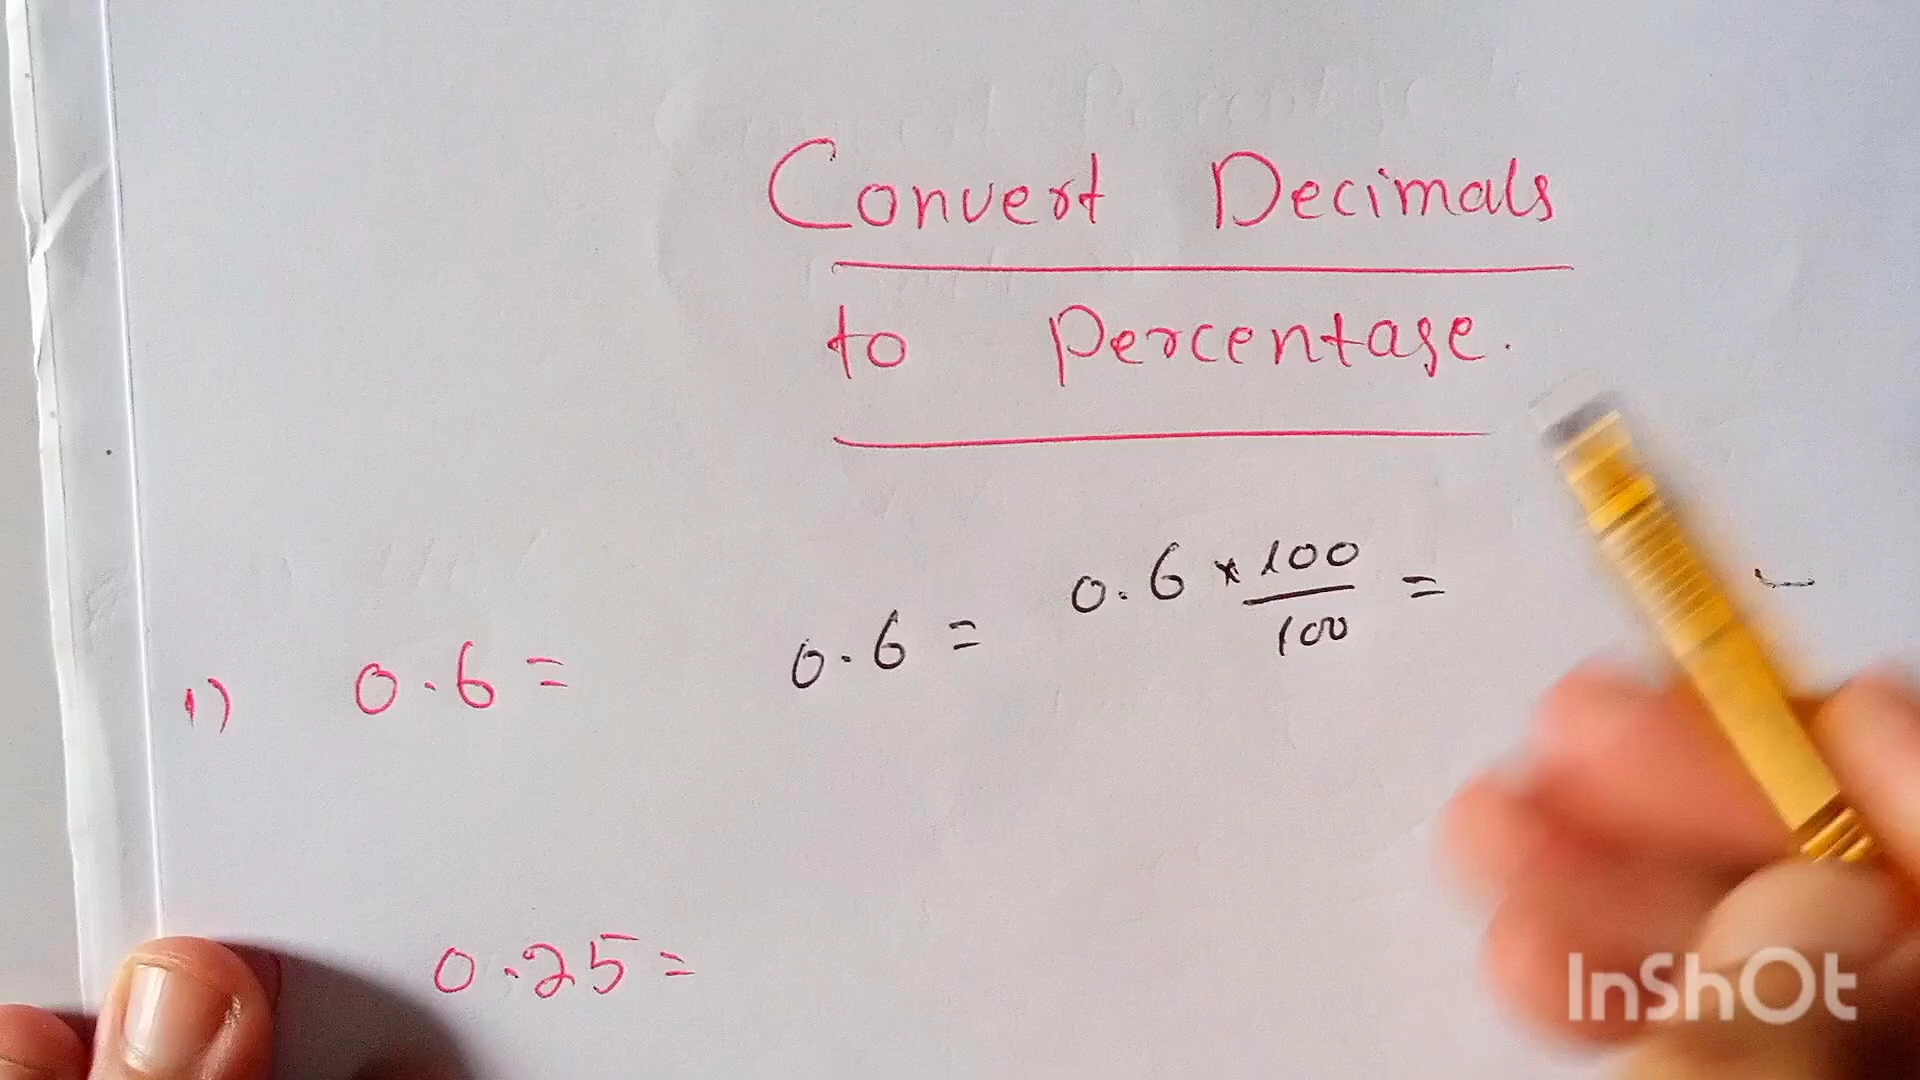 Convert Decimals
to Percentage.
0.6 × 100/100 =
1) 0.6 = 0.6 =
0.25 =
InShOt